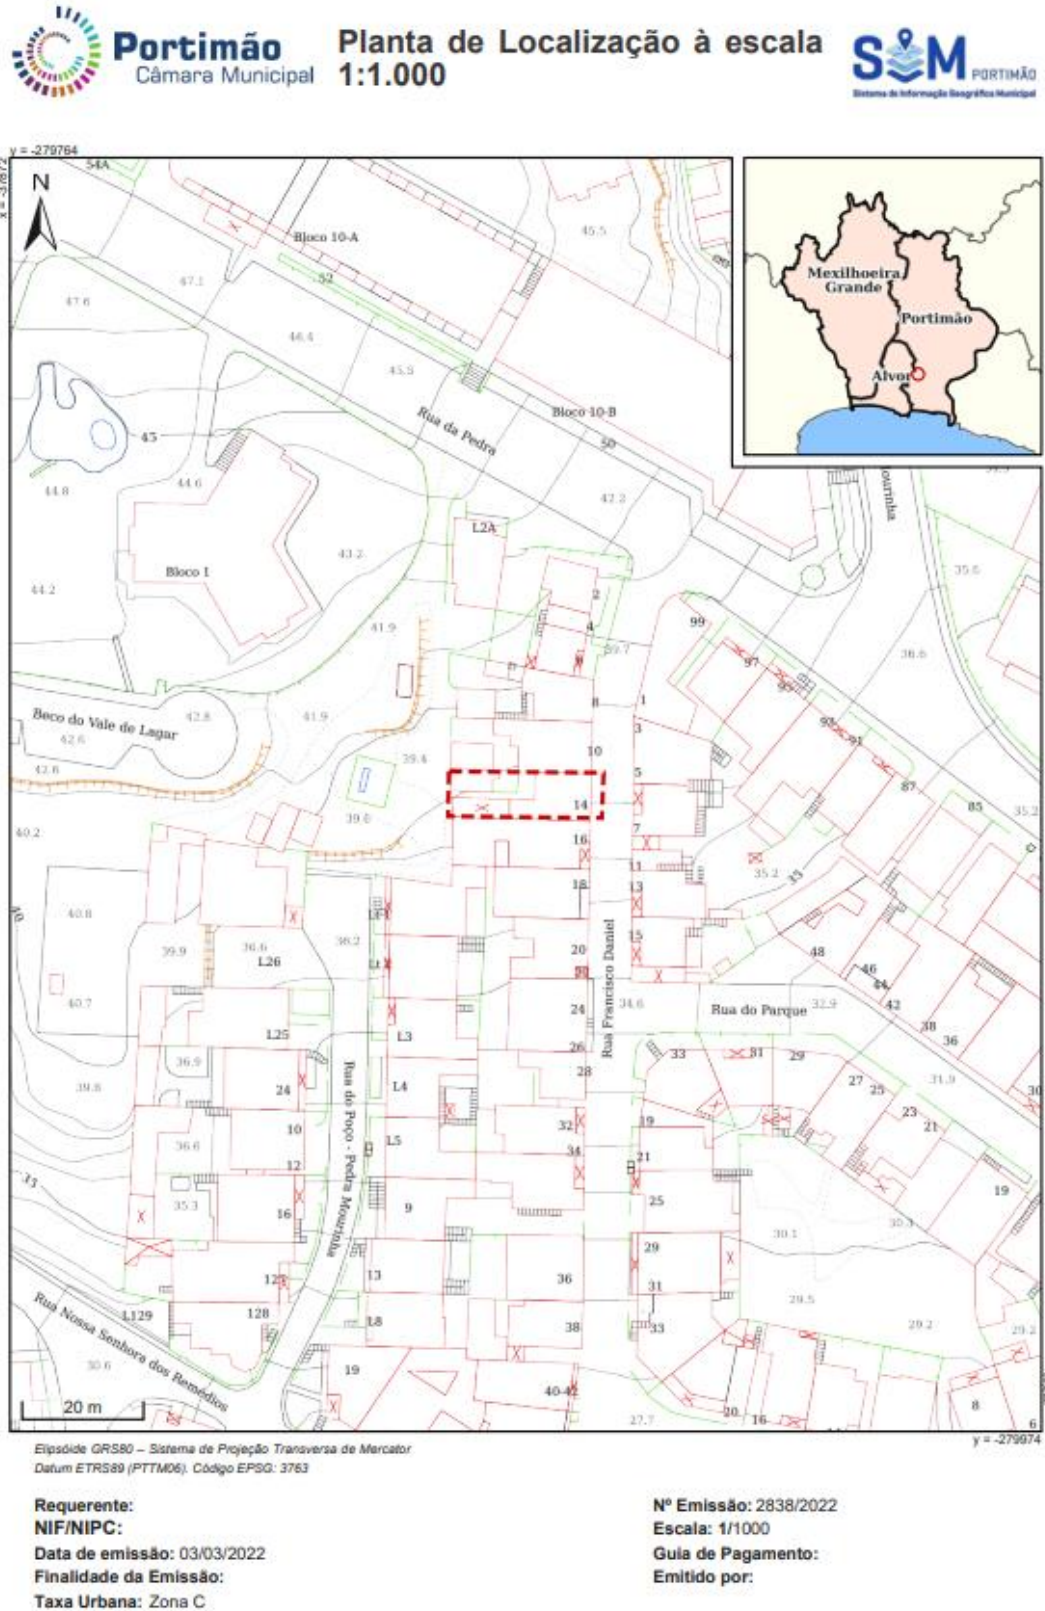 Portimão
Câmara Municipal
Planta de Localização à escala
1:1.000
SIM PORTIMÃO
Sistema de Informação Geográfica Municipal
y = -279764
N
54A
Bloco 10-A
52
45.5
47.1
47.6
46.4
45.5
Mexilhoeira
Grande
Portimão
Alvor
Rua da Pedra
Bloco 10-B
50
45
44.8
44.6
42.2
L2A
43.2
Bloco 1
44.2
35.6
2
4
41.9
39.7
99
97
38.6
Beco do Vale de Lagar
42.8
41.9
8
1
3
93
91
42.6
10
39.4
5
42.6
87
14
85
35.2
39.0
40.2
16
7
11
35.2
35
18
13
40.8
38.2
15
39.9
36.6
L26
20
48
46
44
40.7
24
Rua Francisco Daniel
34.6
Rua do Parque
32.9
42
38
36
L25
L3
26
33
31
29
36.9
28
39.8
24
L4
27
25
31.9
30
23
21
10
32
19
36.6
12
L5
34
21
Rua do Poço - Pedra Mourinha
35
35.3
16
9
25
19
30.1
30.3
29
13
36
31
29.5
L129
128
L8
38
33
29.2
29.2
Rua Nossa Senhora dos Remédios
30.6
19
40-42
20
16
8
6
27.7
20 m
y = -279974
Elipsóide GRS80 – Sistema de Projeção Transversa de Mercator
Datum ETRS89 (PTTM06). Código EPSG: 3763
Requerente:
NIF/NIPC:
Data de emissão: 03/03/2022
Finalidade da Emissão:
Taxa Urbana: Zona C
Nº Emissão: 2838/2022
Escala: 1/1000
Guia de Pagamento:
Emitido por: